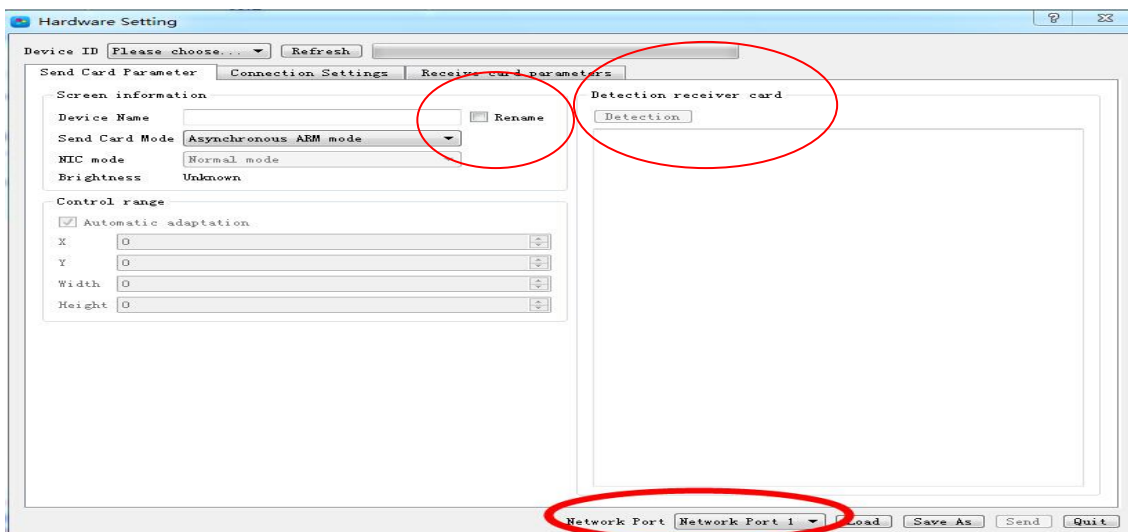 Hardware Setting
Device ID Please choose... Refresh
Send Card Parameter Connection Settings Receive card parameters
Screen information
Device Name Rename
Send Card Mode Asynchronous ARM mode
NIC mode Normal mode
Brightness Unknown
Control range
Automatic adaptation
X 0
Y 0
Width 0
Height 0
Detection receiver card
Detection
Network Port Network Port 1 Load Save As Send Quit